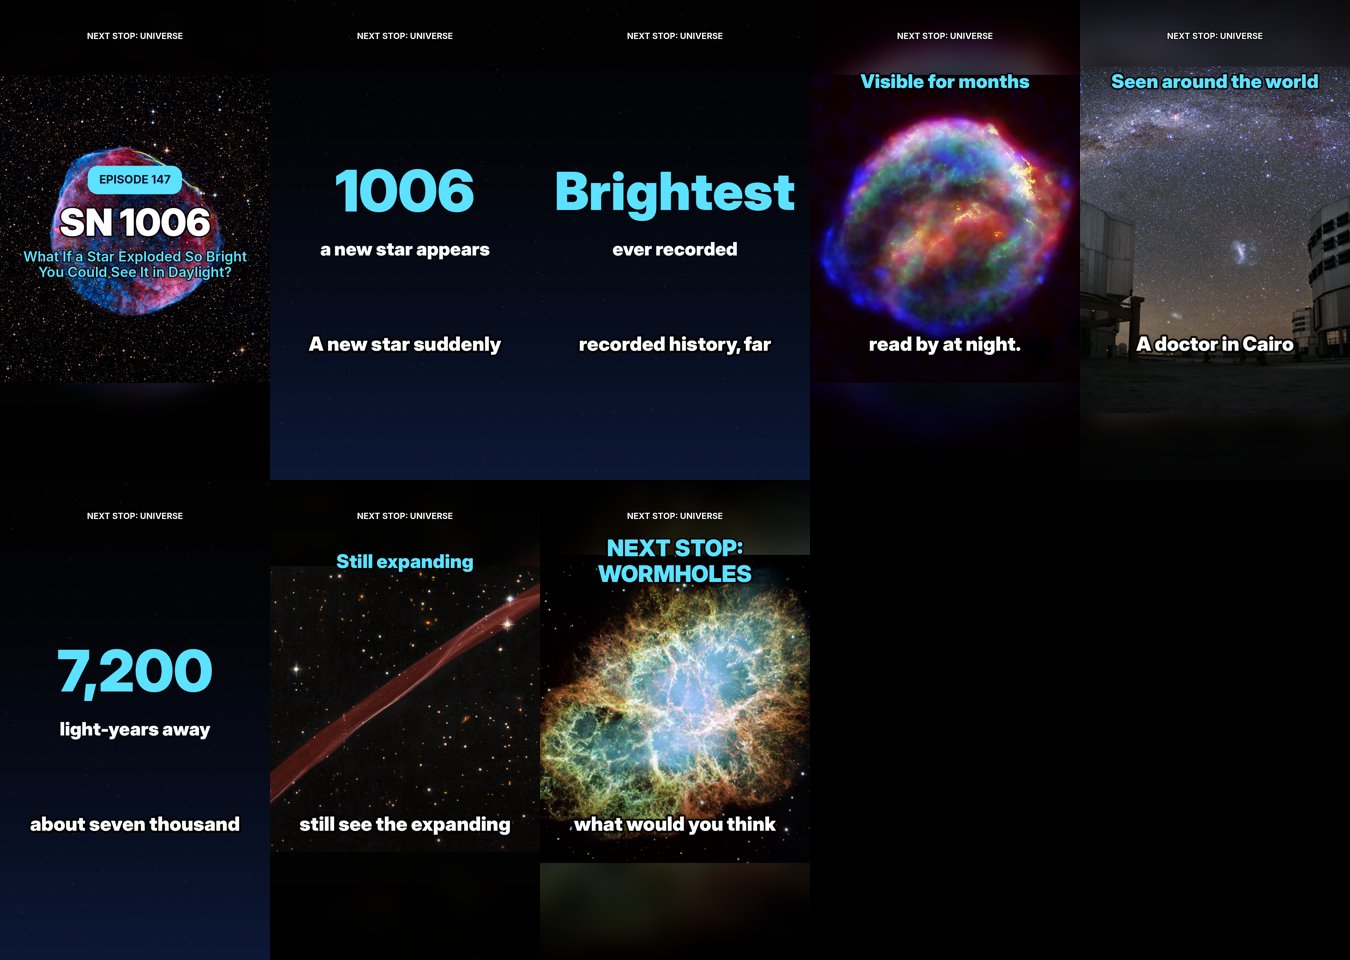 NEXT STOP: UNIVERSE
EPISODE 147
SN 1006
What If a Star Exploded So Bright
You Could See It in Daylight?
NEXT STOP: UNIVERSE
1006
a new star appears
A new star suddenly
NEXT STOP: UNIVERSE
Brightest
ever recorded
recorded history, far
NEXT STOP: UNIVERSE
Visible for months
read by at night.
NEXT STOP: UNIVERSE
Seen around the world
A doctor in Cairo
NEXT STOP: UNIVERSE
7,200
light-years away
about seven thousand
NEXT STOP: UNIVERSE
Still expanding
still see the expanding
NEXT STOP: UNIVERSE
NEXT STOP:
WORMHOLES
what would you think